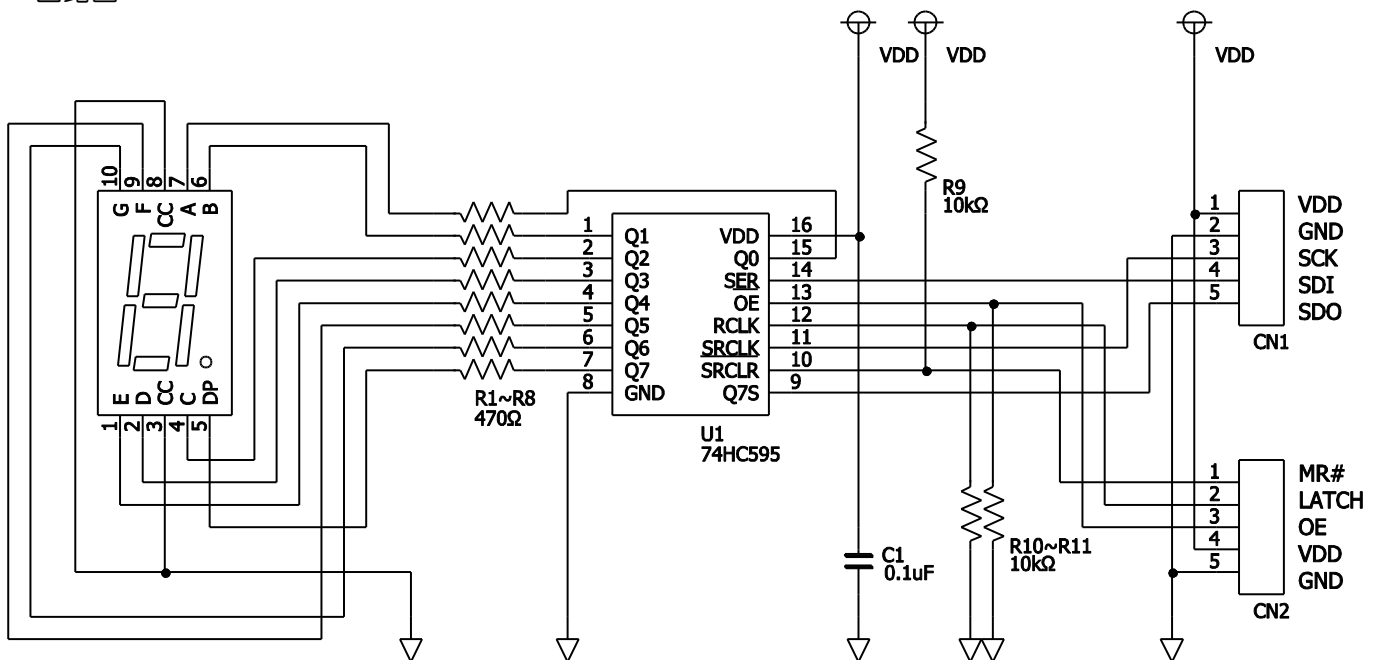 VDD
VDD
VDD
10 9 8 7 6
G F CC A B
E D CC C DP
1 2 3 4 5
R1~R8
470Ω
1 Q1
2 Q2
3 Q3
4 Q4
5 Q5
6 Q6
7 Q7
8 GND
VDD 16
Q0 15
SER 14
OE 13
RCLK 12
SRCLK 11
SRCLR 10
Q7S 9
U1
74HC595
R9
10kΩ
C1
0.1uF
R10~R11
10kΩ
1 VDD
2 GND
3 SCK
4 SDI
5 SDO
CN1
1 MR#
2 LATCH
3 OE
4 VDD
5 GND
CN2